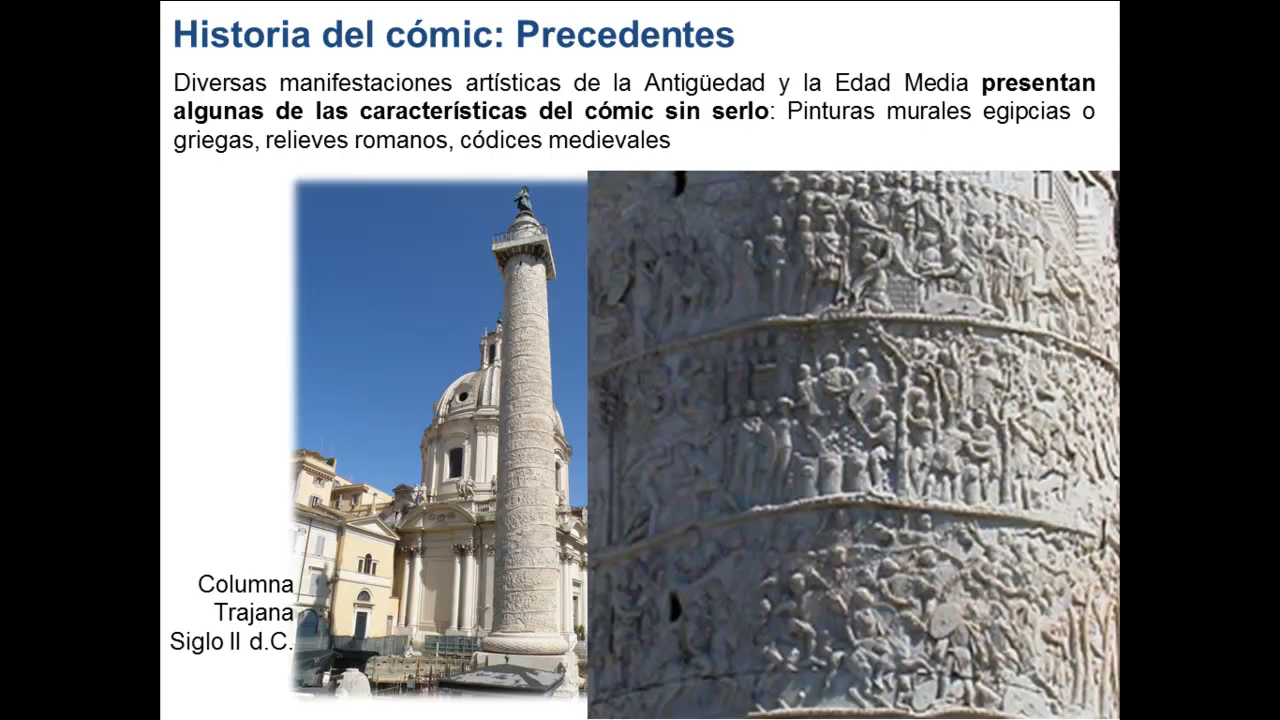 Historia del cómic: Precedentes
Diversas manifestaciones artísticas de la Antigüedad y la Edad Media presentan
algunas de las características del cómic sin serlo: Pinturas murales egipcias o
griegas, relieves romanos, códices medievales
Columna
Trajana
Siglo II d.C.